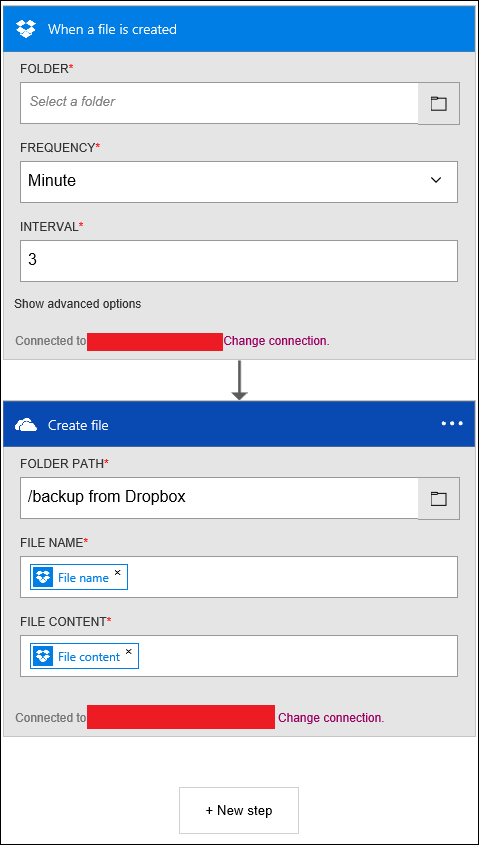 When a file is created
FOLDER*
Select a folder
FREQUENCY*
Minute
INTERVAL*
3
Show advanced options
Connected to Change connection.
Create file
FOLDER PATH*
/backup from Dropbox
FILE NAME*
File name ×
FILE CONTENT*
File content ×
Connected to Change connection.
+ New step